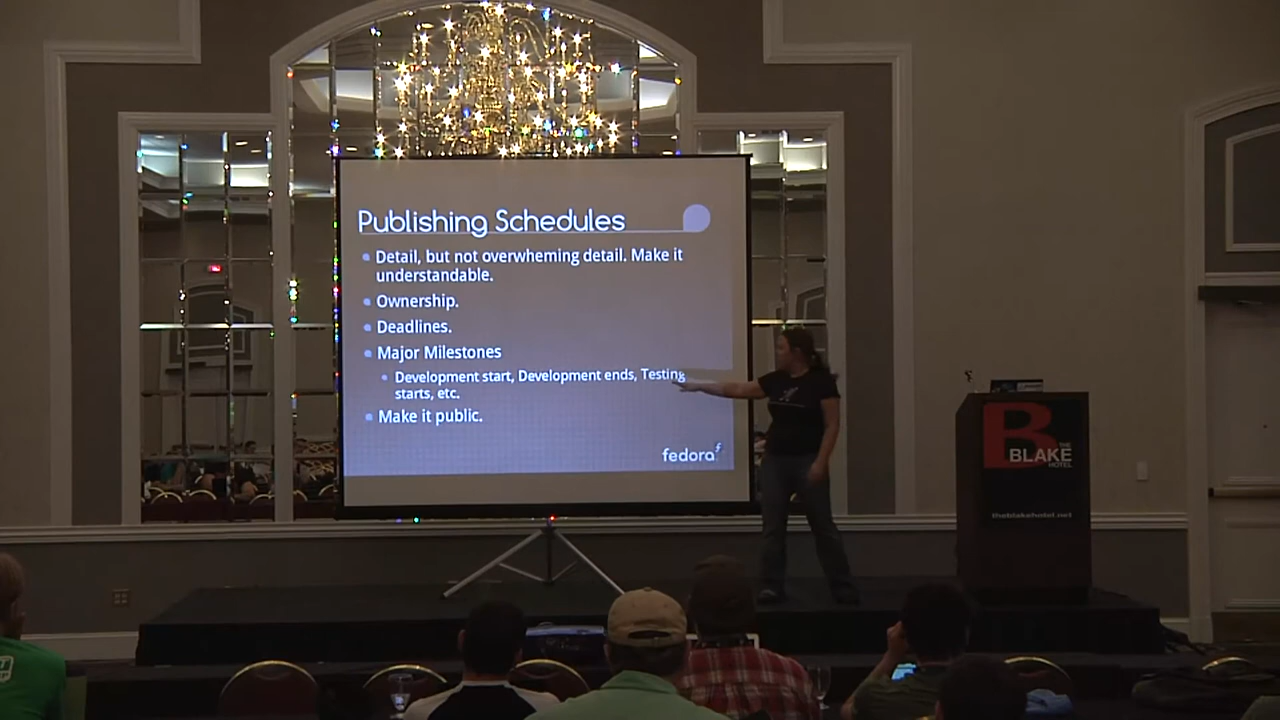 Publishing Schedules
Detail, but not overwheming detail. Make it
understandable.
Ownership.
Deadlines.
Major Milestones
Development start, Development ends, Testing
starts, etc.
Make it public.
fedora
B
THE
BLAKE
HOTEL
theblakehotel.net